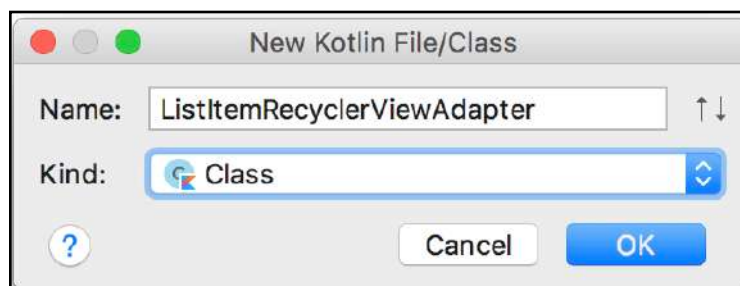 New Kotlin File/Class
Name: ListItemRecyclerViewAdapter ↑↓
Kind: Class
? Cancel OK